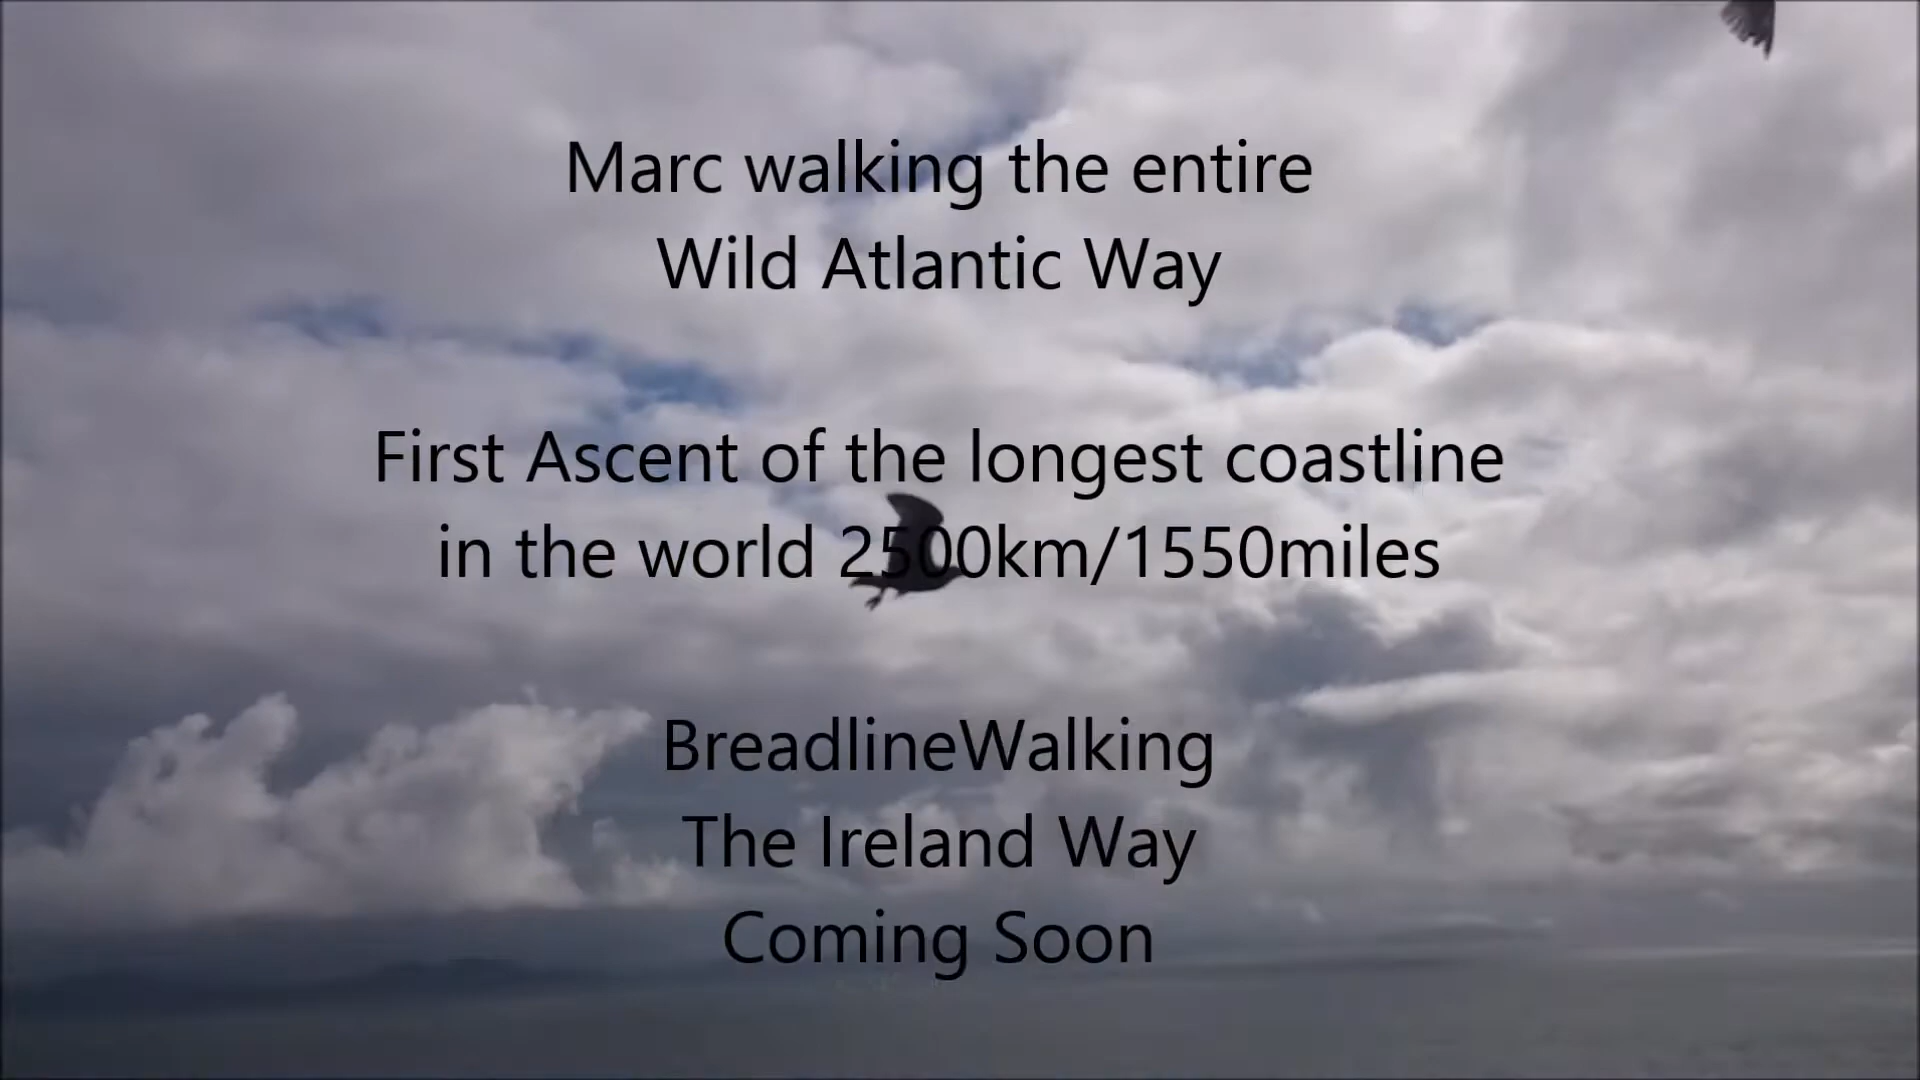 Marc walking the entire
Wild Atlantic Way
First Ascent of the longest coastline
in the world 2500km/1550miles
BreadlineWalking
The Ireland Way
Coming Soon